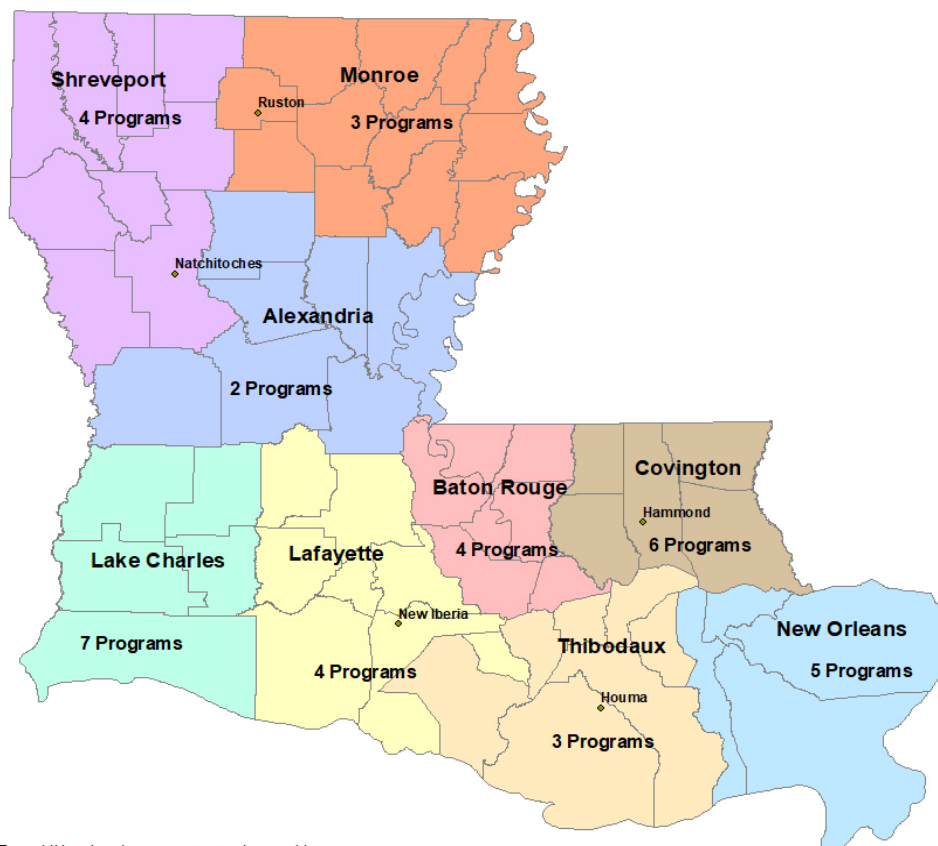 Shreveport
4 Programs
Monroe
3 Programs
Ruston
Natchitoches
Alexandria
2 Programs
Baton Rouge
4 Programs
Covington
Hammond
6 Programs
Lake Charles
7 Programs
Lafayette
New Iberia
4 Programs
Thibodaux
Houma
3 Programs
New Orleans
5 Programs